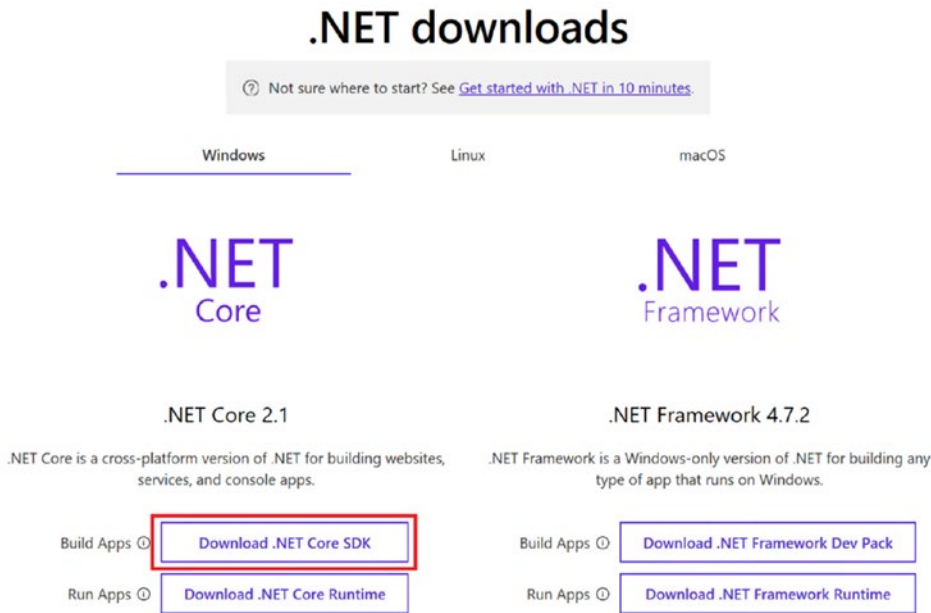 .NET downloads
Not sure where to start? See Get started with .NET in 10 minutes.
Windows Linux macOS
.NET
Core
.NET Core 2.1
.NET Core is a cross-platform version of .NET for building websites,
services, and console apps.
Build Apps Download .NET Core SDK
Run Apps Download .NET Core Runtime
.NET
Framework
.NET Framework 4.7.2
.NET Framework is a Windows-only version of .NET for building any
type of app that runs on Windows.
Build Apps Download .NET Framework Dev Pack
Run Apps Download .NET Framework Runtime